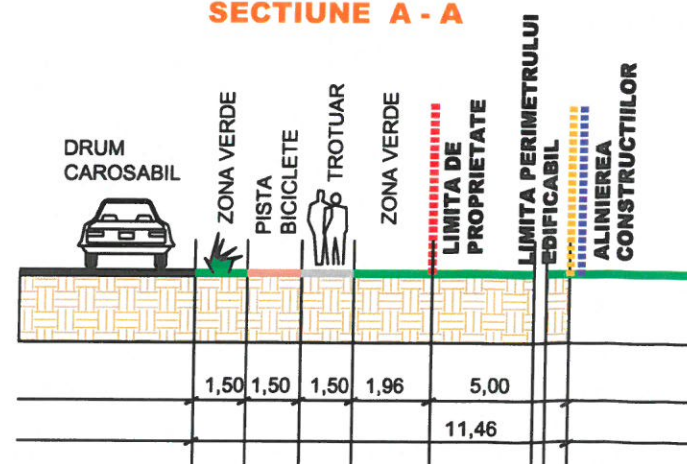 SECTIUNE A - A
DRUM
CAROSABIL
ZONA VERDE
PISTA
BICICLETE
TROTUAR
ZONA VERDE
LIMITA DE
PROPRIETATE
LIMITA PERIMETRULUI
EDIFICABIL
ALINIEREA
CONSTRUCTIILOR
1,50
1,50
1,50
1,96
5,00
11,46